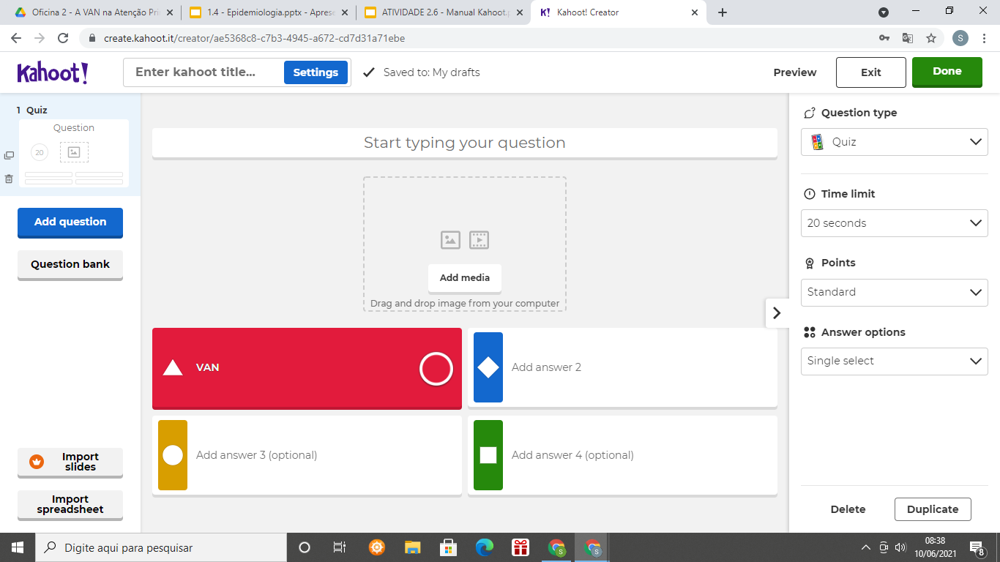 Oficina 2 - A VAN na Atenção Pri
1.4 - Epidemiologia.pptx - Aprese
ATIVIDADE 2.6 - Manual Kahoot.p
K! Kahoot! Creator
create.kahoot.it/creator/ae5368c8-c7b3-4945-a672-cd7d31a71ebe
S
Kahoot!
Enter kahoot title...
Settings
Saved to: My drafts
Preview
Exit
Done
1 Quiz
Question
20
Add question
Question bank
Import
slides
Import
spreadsheet
Start typing your question
Add media
Drag and drop image from your computer
VAN
Add answer 2
Add answer 3 (optional)
Add answer 4 (optional)
Question type
Quiz
Time limit
20 seconds
Points
Standard
Answer options
Single select
Delete
Duplicate
Digite aqui para pesquisar
S
S
08:38
10/06/2021
8